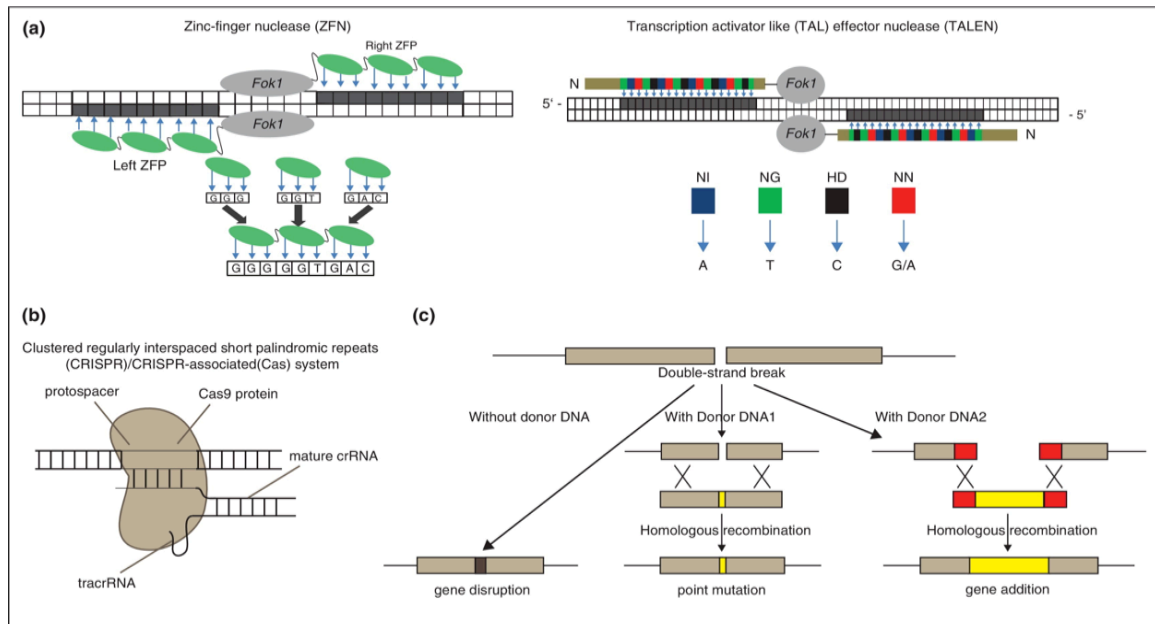 (a)
Zinc-finger nuclease (ZFN)
Right ZFP
Fok1
Fok1
Left ZFP
G G G
G G T
G A C
G G G G G T G A C
Transcription activator like (TAL) effector nuclease (TALEN)
N
Fok1
5' -
- 5'
Fok1
N
NI NG HD NN
A T C G/A
(b)
Clustered regularly interspaced short palindromic repeats
(CRISPR)/CRISPR-associated(Cas) system
protospacer
Cas9 protein
mature crRNA
tracrRNA
(c)
Double-strand break
Without donor DNA
With Donor DNA1
With Donor DNA2
Homologous recombination
Homologous recombination
gene disruption
point mutation
gene addition